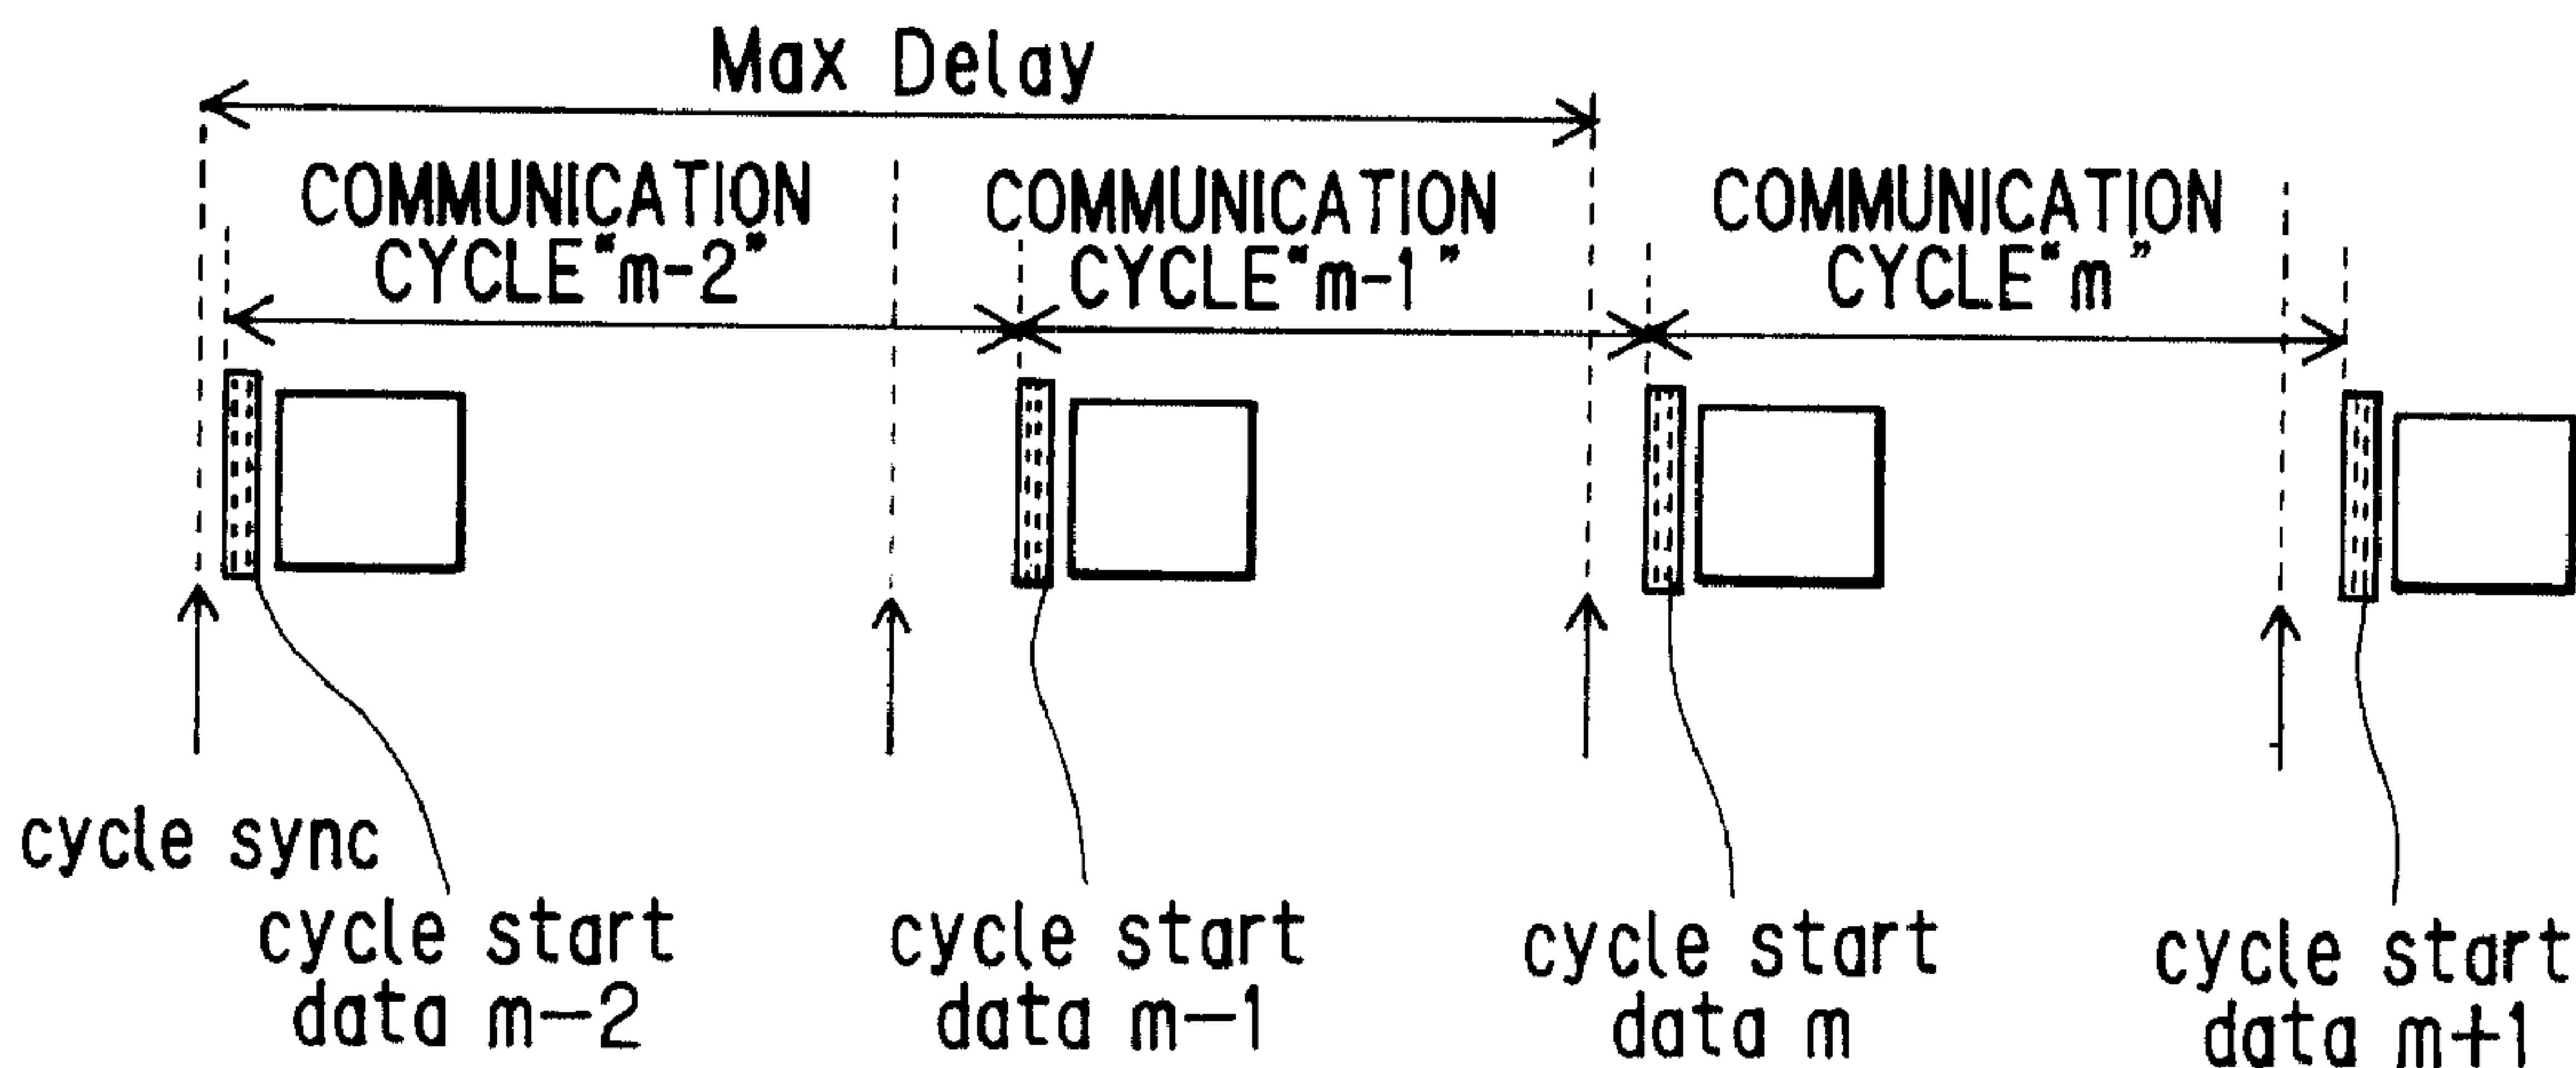 Max Delay
COMMUNICATION
CYCLE“m-2”
COMMUNICATION
CYCLE“m-1”
COMMUNICATION
CYCLE“m”
cycle sync
cycle start
data m-2
cycle start
data m-1
cycle start
data m
cycle start
data m+1